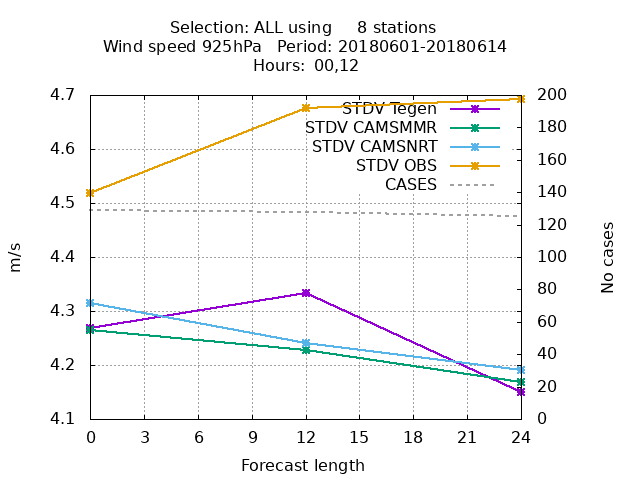 Selection: ALL using 8 stations
Wind speed 925hPa Period: 20180601-20180614
Hours: 00,12
4.7
4.6
4.5
4.4
4.3
4.2
4.1
m/s
STDV Tegen
STDV CAMSMMR
STDV CAMSNRT
STDV OBS
CASES
200
180
160
140
120
100
80
60
40
20
0
No cases
0 3 6 9 12 15 18 21 24
Forecast length